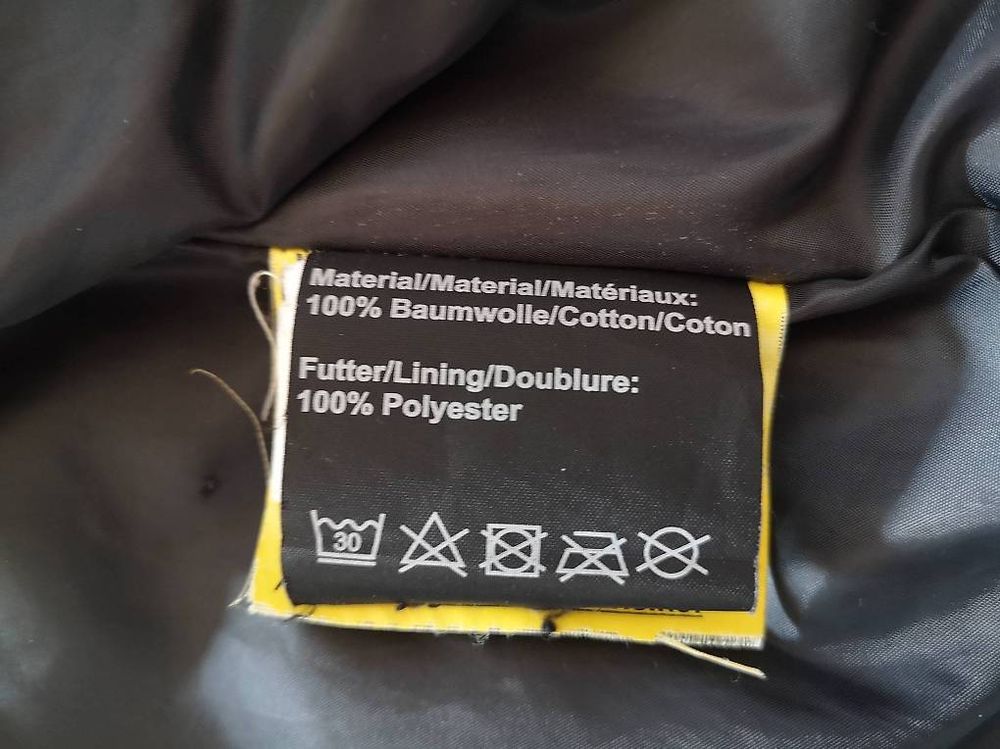 Material/Material/Matériaux:
100% Baumwolle/Cotton/Coton
Futter/Lining/Doublure:
100% Polyester
30